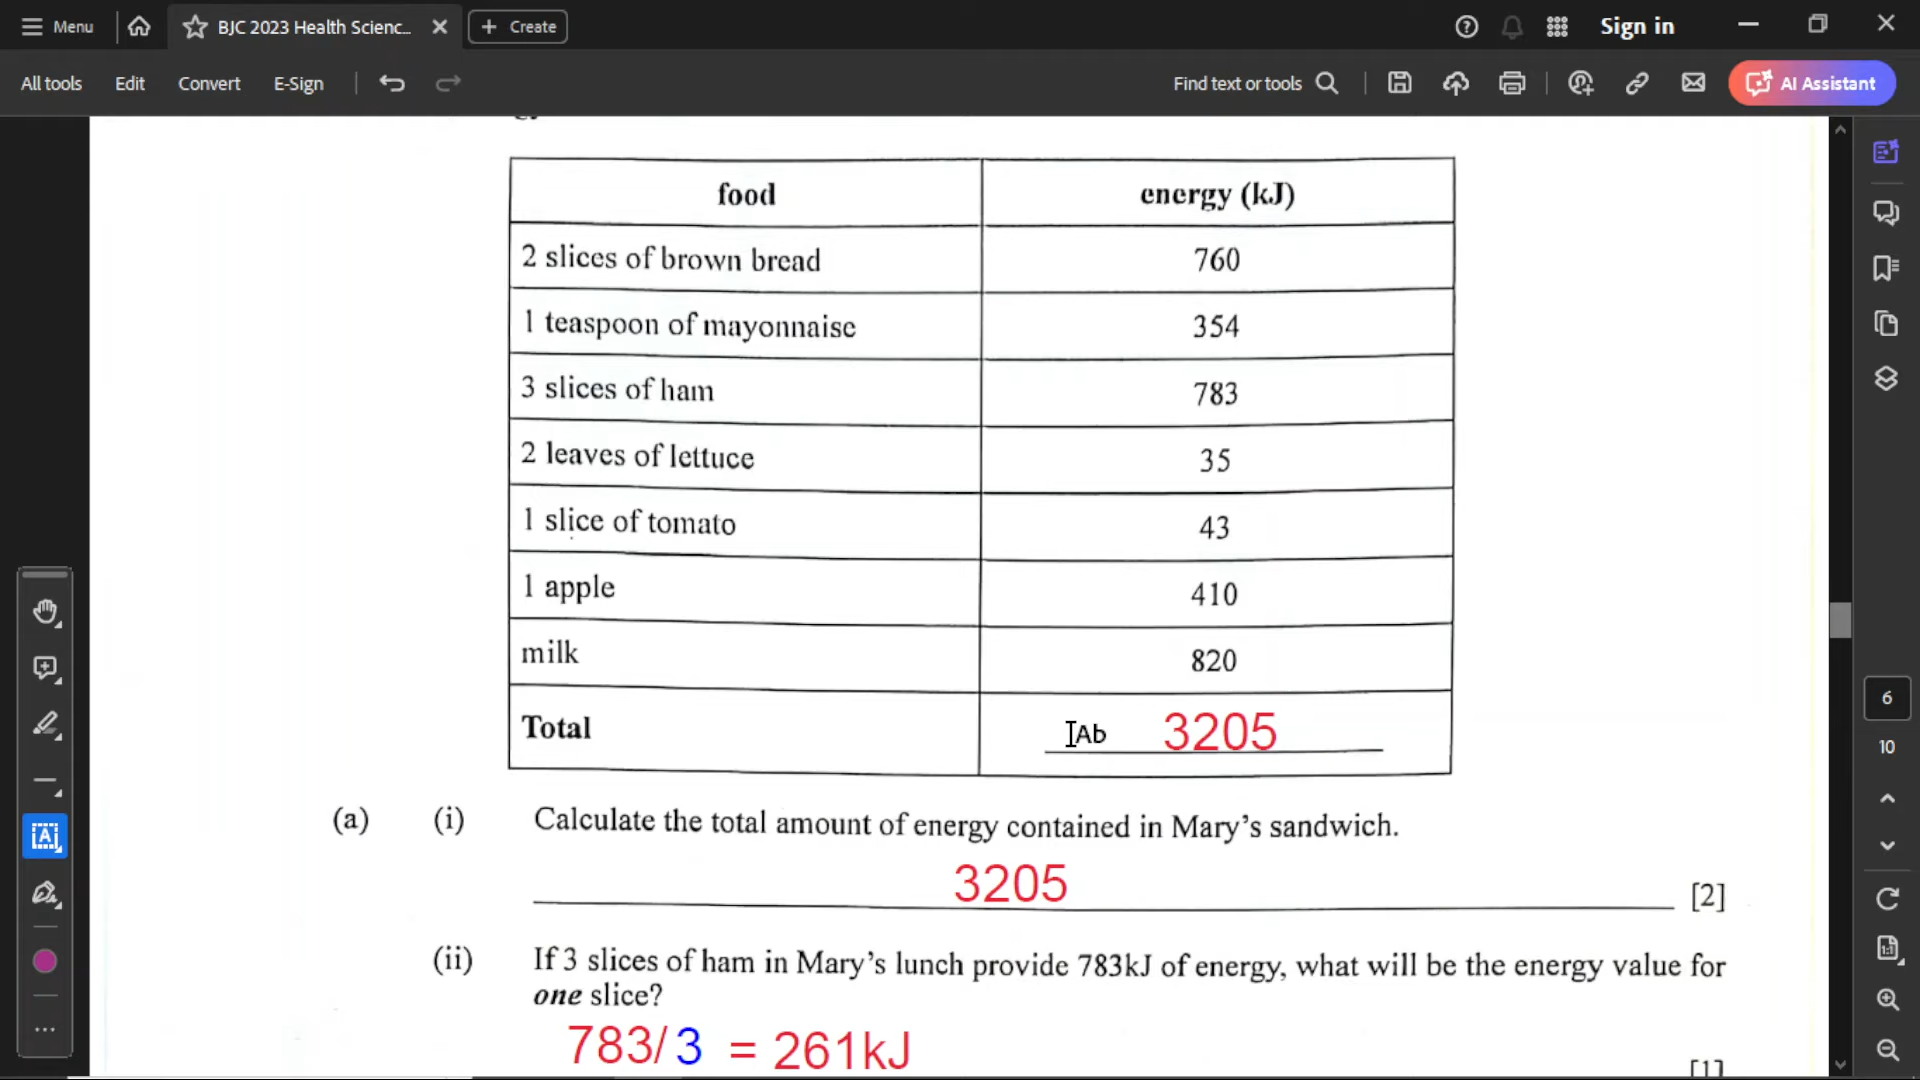 Menu
BJC 2023 Health Scienc...
Create
Sign in
All tools
Edit
Convert
E-Sign
Find text or tools
AI Assistant
food energy (kJ)
2 slices of brown bread 760
1 teaspoon of mayonnaise 354
3 slices of ham 783
2 leaves of lettuce 35
1 slice of tomato 43
1 apple 410
milk 820
Total Ab 3205
(a) (i) Calculate the total amount of energy contained in Mary's sandwich.
3205 [2]
(ii) If 3 slices of ham in Mary's lunch provide 783kJ of energy, what will be the energy value for
one slice?
783/3 = 261kJ
[1]
6
10